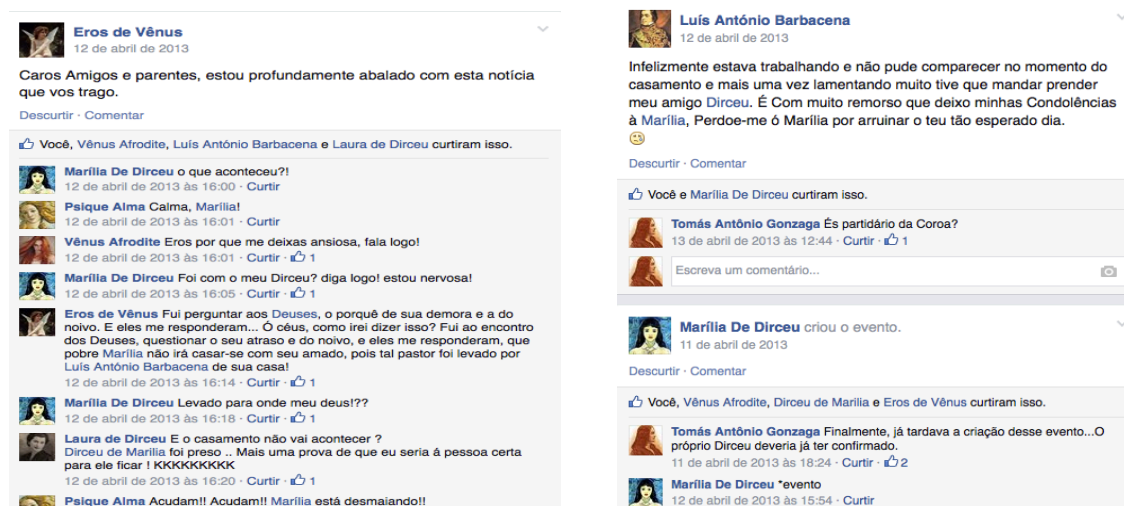 Eros de Vênus
12 de abril de 2013
Caros Amigos e parentes, estou profundamente abalado com esta notícia
que vos trago.
Descurtir · Comentar
Você, Vênus Afrodite, Luís António Barbacena e Laura de Dirceu curtiram isso.
Marília De Dirceu o que aconteceu?!
12 de abril de 2013 às 16:00 · Curtir
Psique Alma Calma, Marília!
12 de abril de 2013 às 16:01 · Curtir
Vênus Afrodite Eros por que me deixas ansiosa, fala logo!
12 de abril de 2013 às 16:01 · Curtir · 1
Marília De Dirceu Foi com o meu Dirceu? diga logo! estou nervosa!
12 de abril de 2013 às 16:05 · Curtir · 1
Eros de Vênus Fui perguntar aos Deuses, o porquê de sua demora e a do
noivo. E eles me responderam... Ó céus, como irei dizer isso? Fui ao encontro
dos Deuses, questionar o seu atraso e do noivo, e eles me responderam, que
pobre Marília não irá casar-se com seu amado, pois tal pastor foi levado por
Luís António Barbacena de sua casa!
12 de abril de 2013 às 16:14 · Curtir · 1
Marília De Dirceu Levado para onde meu deus!??
12 de abril de 2013 às 16:18 · Curtir · 1
Laura de Dirceu E o casamento não vai acontecer ?
Dirceu de Marilia foi preso .. Mais uma prova de que eu seria á pessoa certa
para ele ficar ! KKKKKKKKK
12 de abril de 2013 às 16:20 · Curtir · 1
Psique Alma Acudam!! Acudam!! Marília está desmaiando!!
Luís António Barbacena
12 de abril de 2013
Infelizmente estava trabalhando e não pude comparecer no momento do
casamento e mais uma vez lamentando muito tive que mandar prender
meu amigo Dirceu. É Com muito remorso que deixo minhas Condolências
à Marília, Perdoe-me ó Marília por arruinar o teu tão esperado dia.
Descurtir · Comentar
Você e Marília De Dirceu curtiram isso.
Tomás Antônio Gonzaga És partidário da Coroa?
13 de abril de 2013 às 12:44 · Curtir · 1
Escreva um comentário...
Marília De Dirceu criou o evento.
11 de abril de 2013
Descurtir · Comentar
Você, Vênus Afrodite, Dirceu de Marilia e Eros de Vênus curtiram isso.
Tomás Antônio Gonzaga Finalmente, já tardava a criação desse evento...O
próprio Dirceu deveria já ter confirmado.
11 de abril de 2013 às 18:24 · Curtir · 2
Marília De Dirceu *evento
12 de abril de 2013 às 15:54 · Curtir